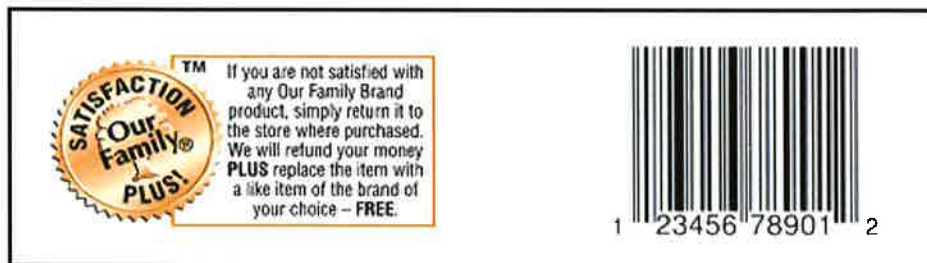 SATISFACTION
Our
Family®
PLUS!
TM
If you are not satisfied with
any Our Family Brand
product, simply return it to
the store where purchased.
We will refund your money
PLUS replace the item with
a like item of the brand of
your choice – FREE.
1 23456 78901 2